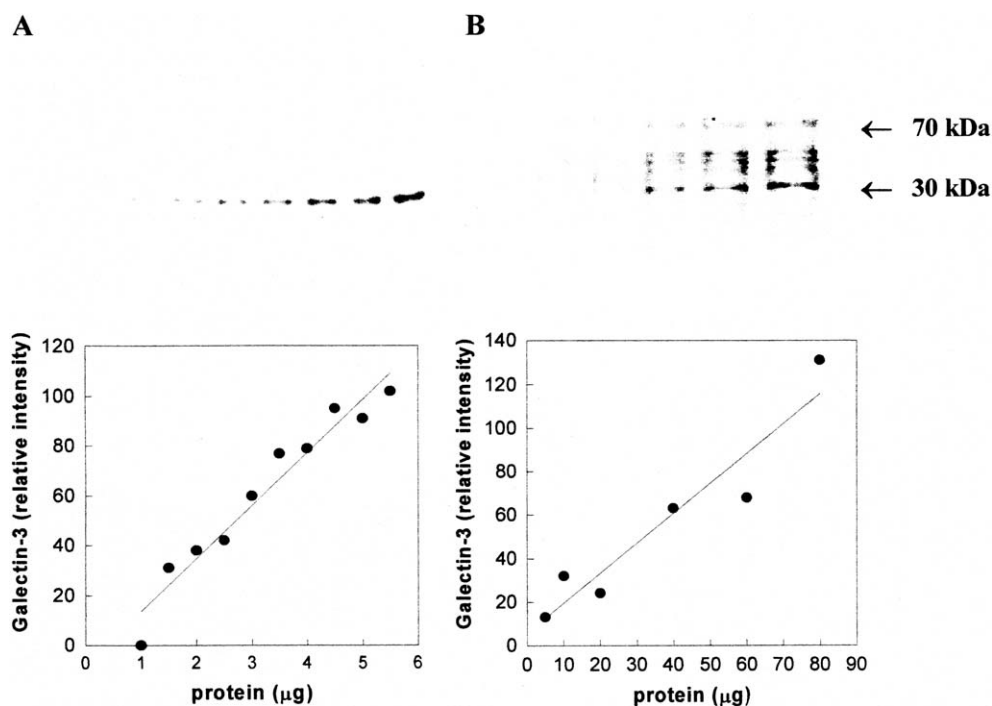 A
B
← 70 kDa
← 30 kDa
Galectin-3 (relative intensity)
120
100
80
60
40
20
0
0 1 2 3 4 5 6
protein (μg)
Galectin-3 (relative intensity)
140
120
100
80
60
40
20
0
0 10 20 30 40 50 60 70 80 90
protein (μg)